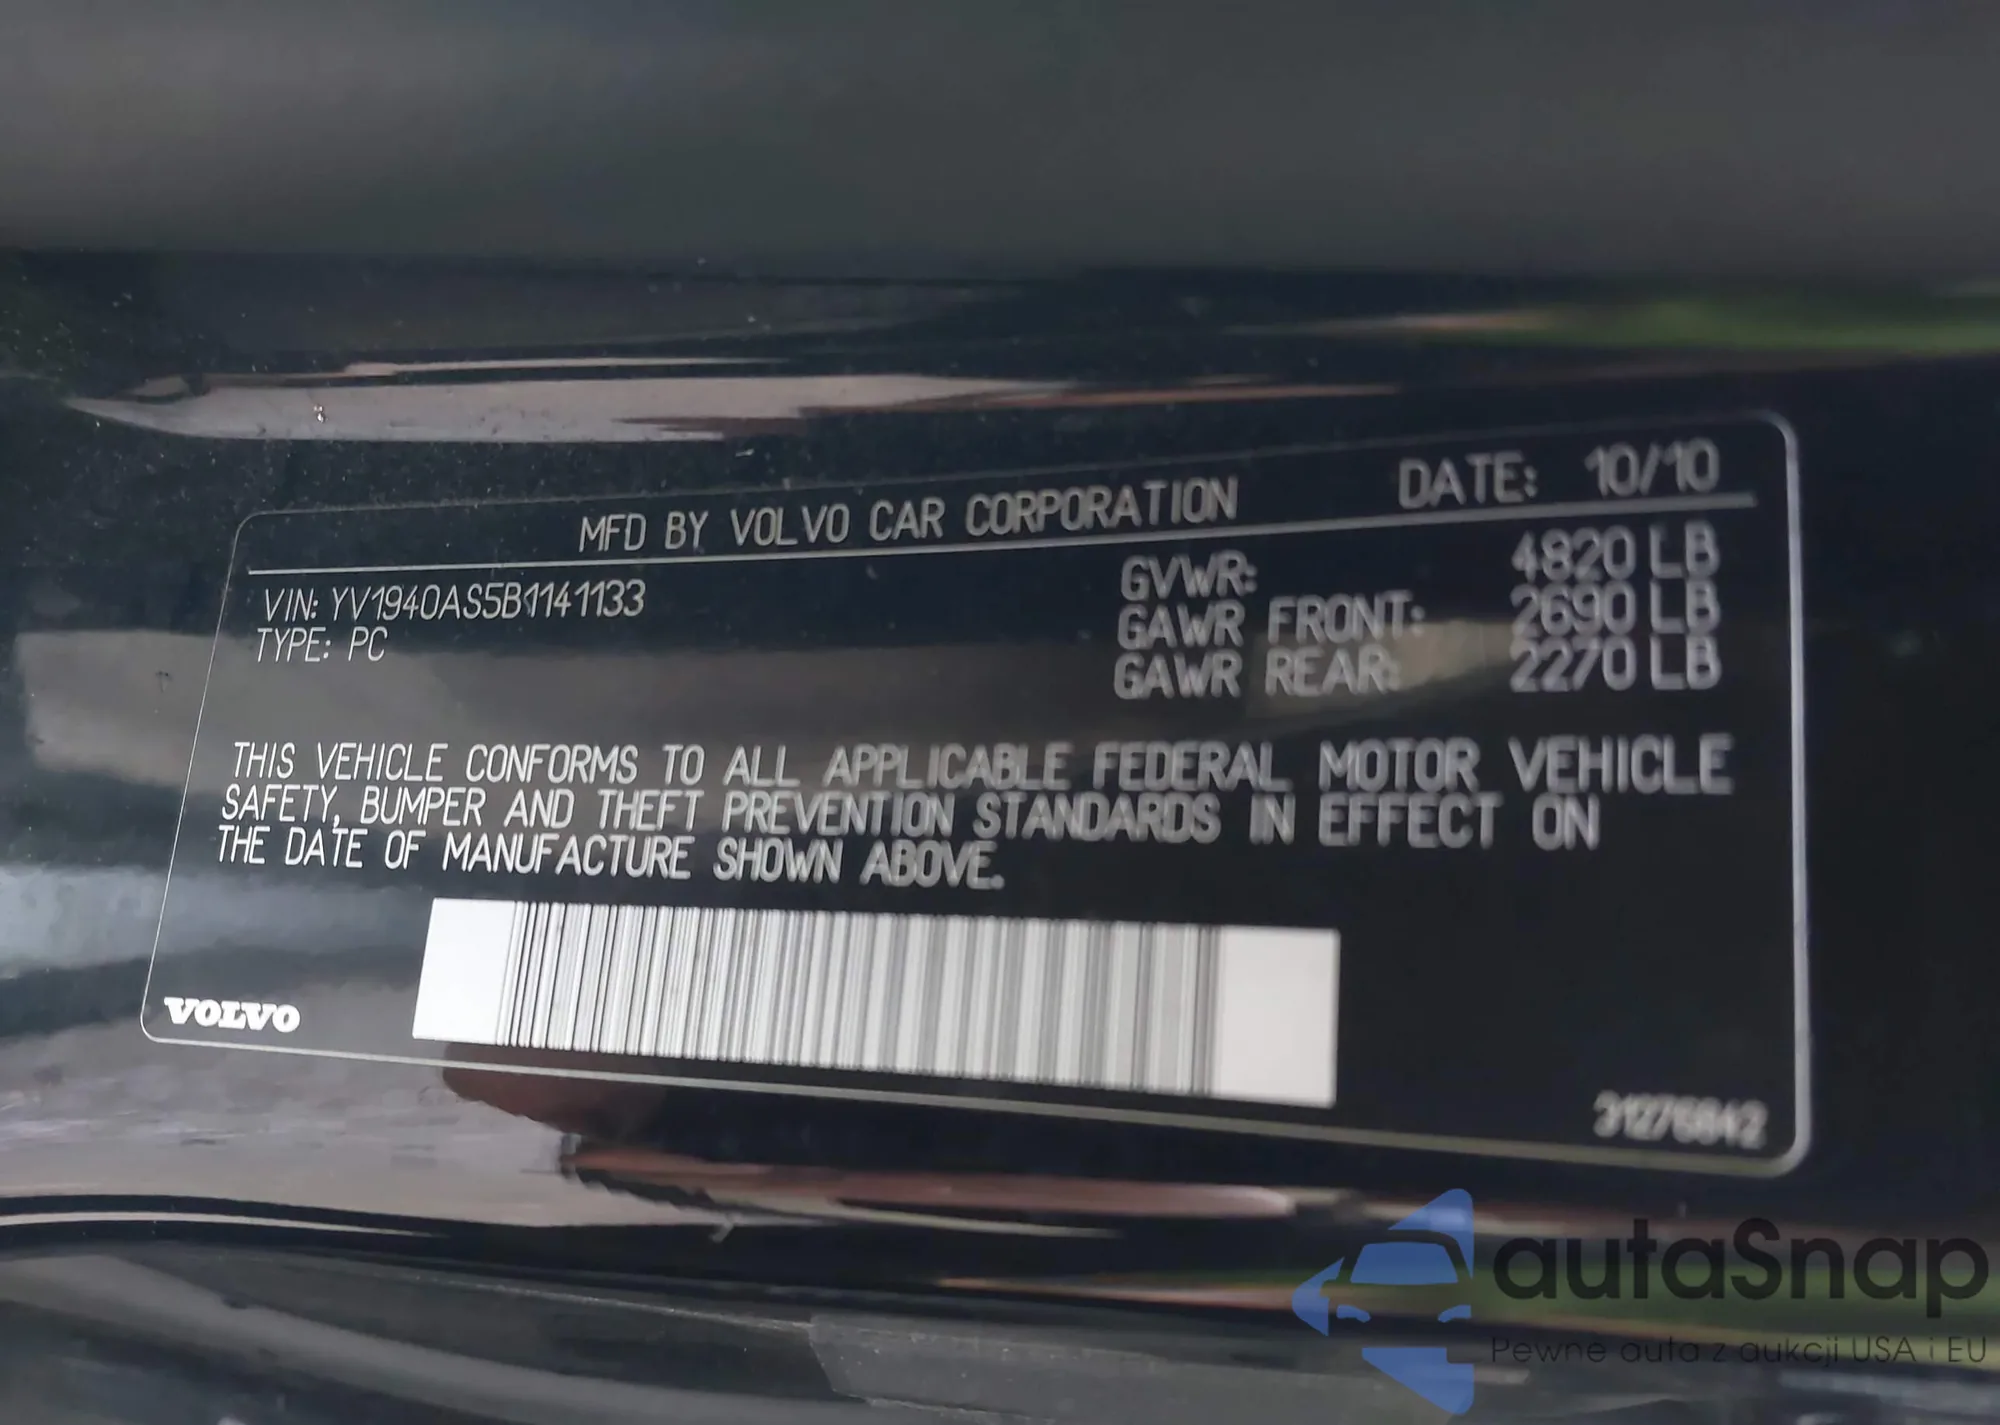 MFD BY VOLVO CAR CORPORATION DATE: 10/10
VIN: YV1940AS5B1141133 GVWR: 4820 LB
TYPE: PC GAWR FRONT: 2690 LB
GAWR REAR: 2270 LB
THIS VEHICLE CONFORMS TO ALL APPLICABLE FEDERAL MOTOR VEHICLE
SAFETY, BUMPER AND THEFT PREVENTION STANDARDS IN EFFECT ON
THE DATE OF MANUFACTURE SHOWN ABOVE.
VOLVO
autaSnap
Pewne auta z aukcji USA i EU